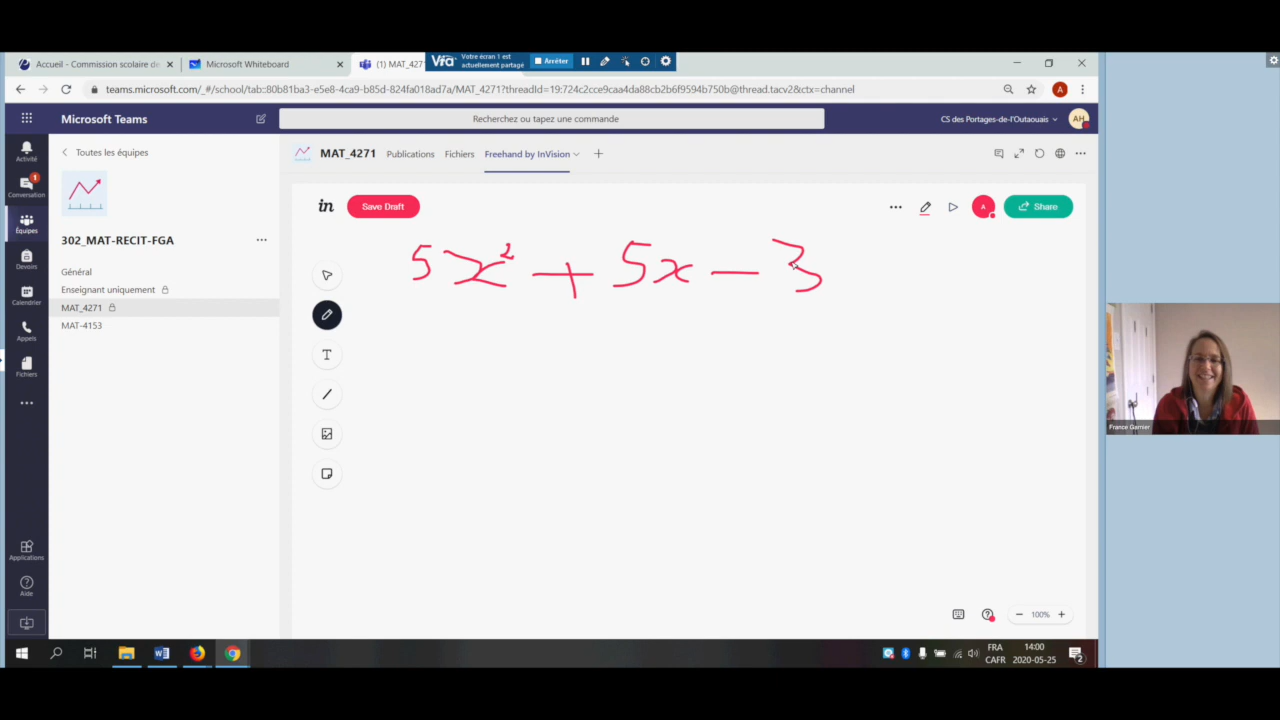 Accueil - Commission scolaire de
Microsoft Whiteboard
(1) MAT_427
Via
Votre écran 1 est
actuellement partagé
Arrêter
teams.microsoft.com/_#/school/tab::80b81ba3-e5e8-4ca9-b85d-824fa018ad7a/MAT_4271?threadId=19:724c2cce9caa4da88cb2b6f9594b750b@thread.tacv2&ctx=channel
A
Microsoft Teams
Recherchez ou tapez une commande
CS des Portages-de-l'Outaouais
AH
Activité
1
Conversation
Équipes
Devoirs
Calendrier
Appels
Fichiers
Applications
Aide
Toutes les équipes
302_MAT-RECIT-FGA
Général
Enseignant uniquement
MAT_4271
MAT-4153
MAT_4271
Publications
Fichiers
Freehand by InVision
in
Save Draft
A
Share
5x² + 5x - 3
T
100%
France Garnier
FRA
CAFR
14:00
2020-05-25
2